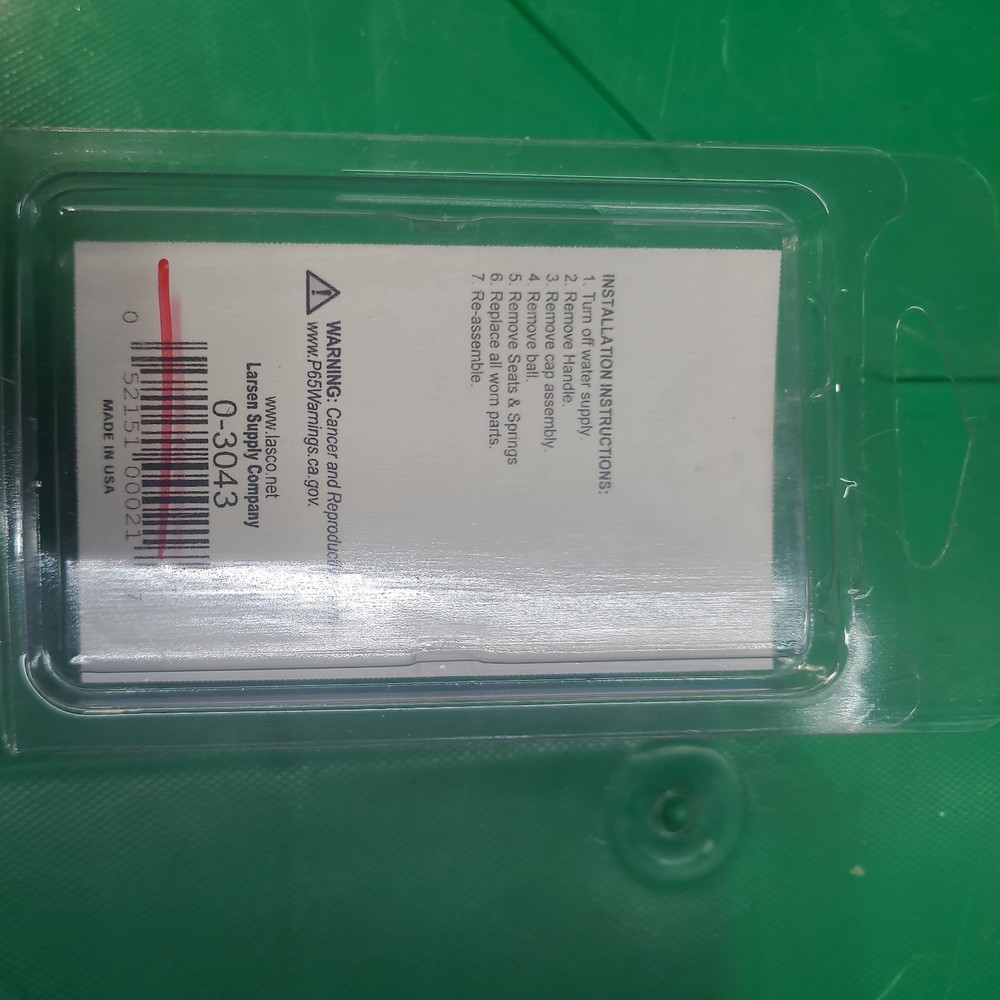 INSTALLATION INSTRUCTIONS:
1. Turn off water supply.
2. Remove Handle.
3. Remove cap assembly.
4. Remove ball.
5. Remove Seats & Springs
6. Replace all worn parts.
7. Re-assemble.
WARNING: Cancer and
www.P65Warnings.ca.gov.
www.lasco.net
Larsen Supply Company
0-3043
0 52151 00021 7
MADE IN USA